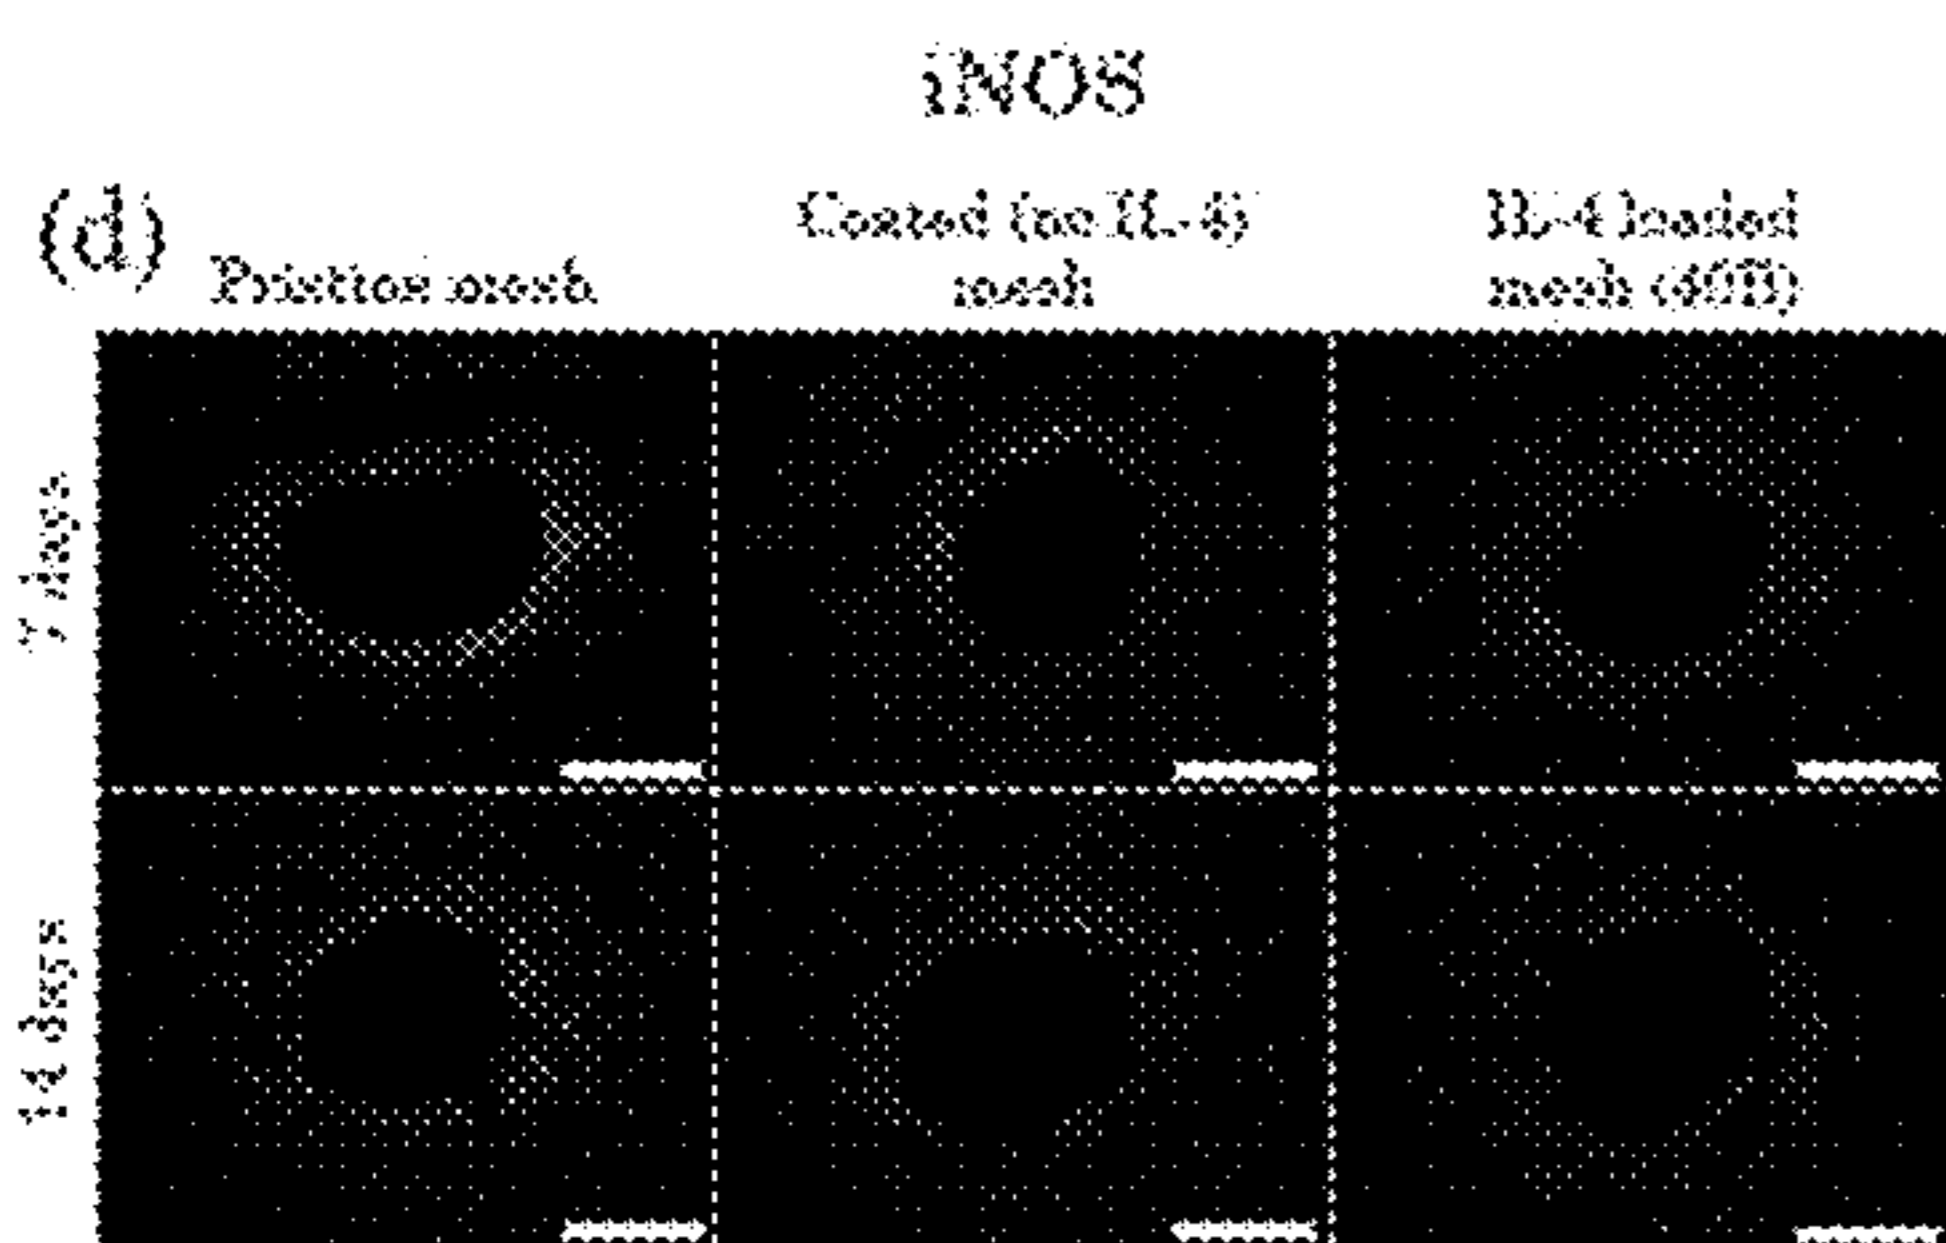 iNOS
(d)
Pristine mesh
Coated (no IL-4)
mesh
IL-4 loaded
mesh
7 days
14 days